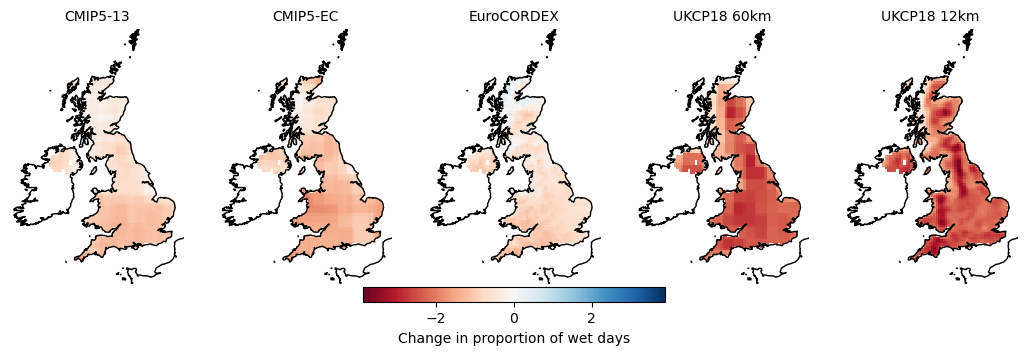 CMIP5-13 CMIP5-EC EuroCORDEX UKCP18 60km UKCP18 12km
−2 0 2
Change in proportion of wet days